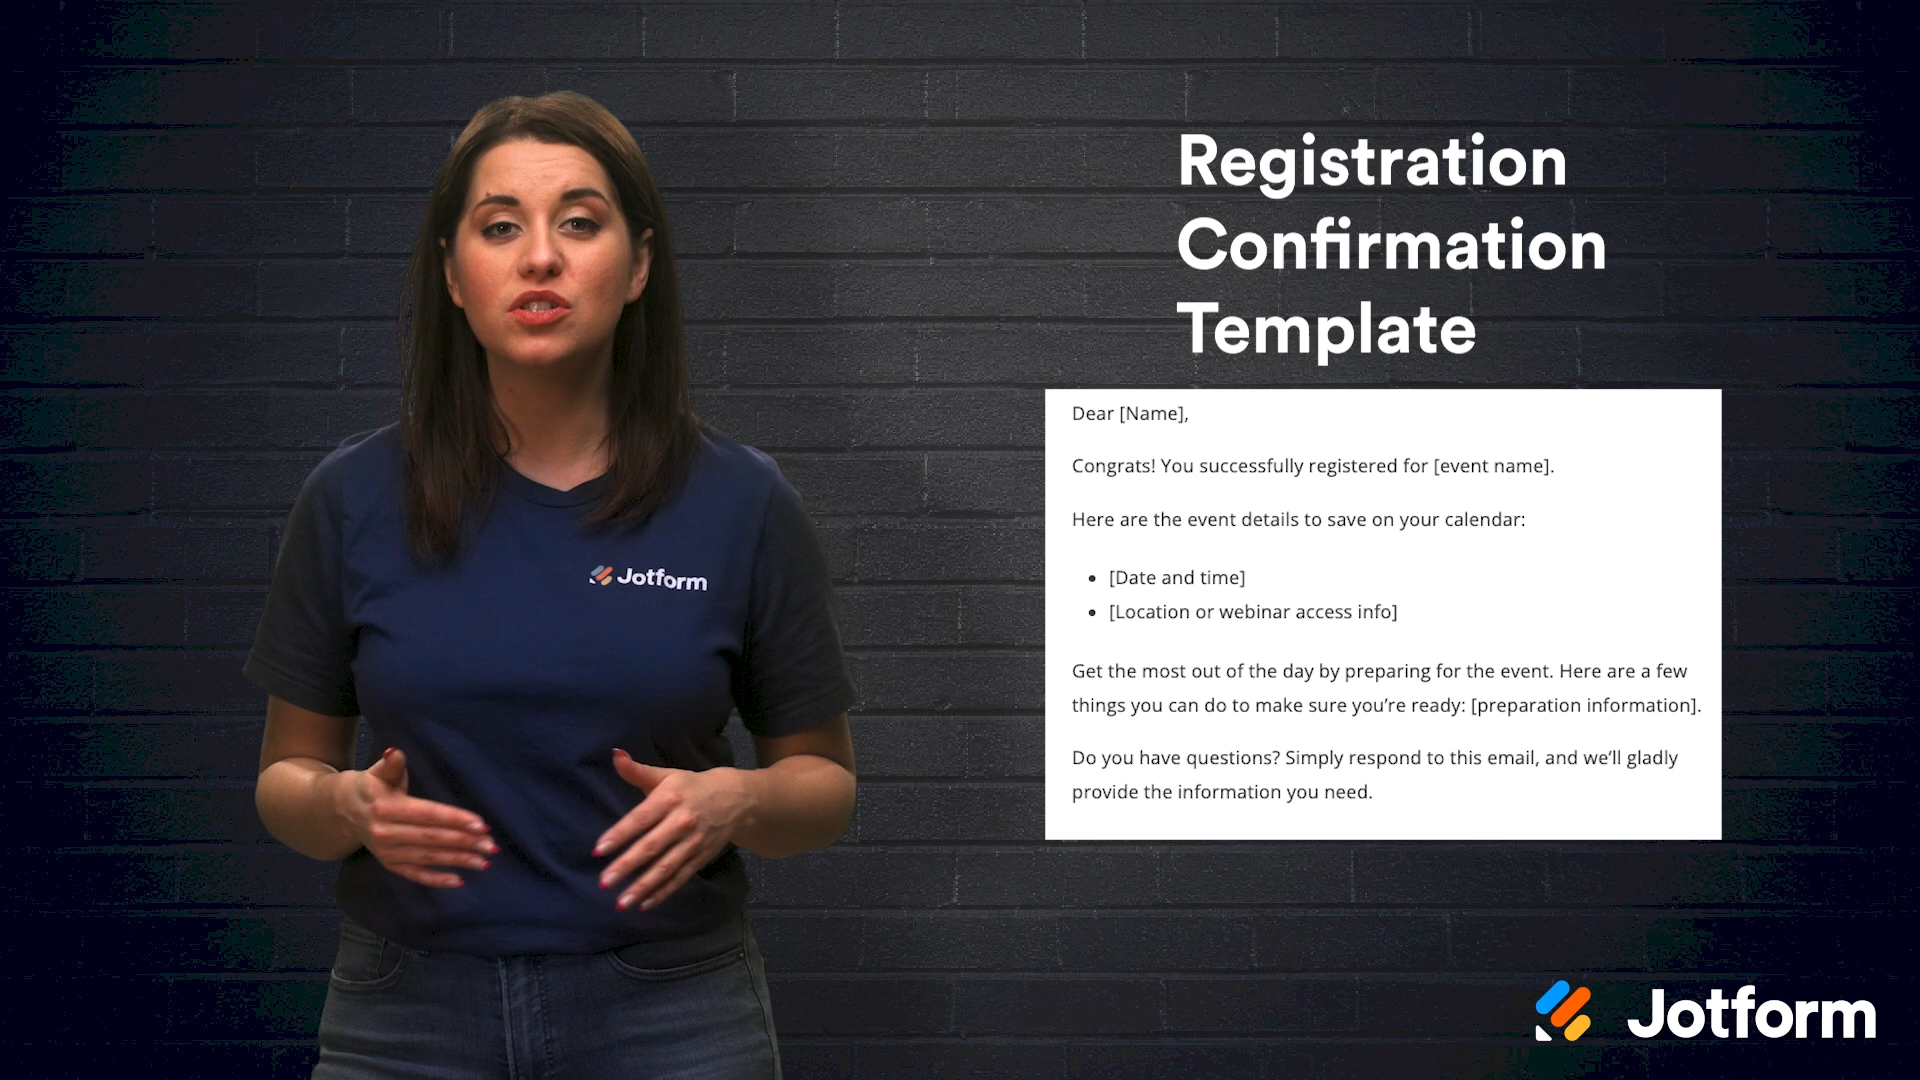 Registration
Confirmation
Template
Dear [Name],
Congrats! You successfully registered for [event name].
Here are the event details to save on your calendar:
• [Date and time]
• [Location or webinar access info]
Get the most out of the day by preparing for the event. Here are a few
things you can do to make sure you’re ready: [preparation information].
Do you have questions? Simply respond to this email, and we’ll gladly
provide the information you need.
Jotform
Jotform